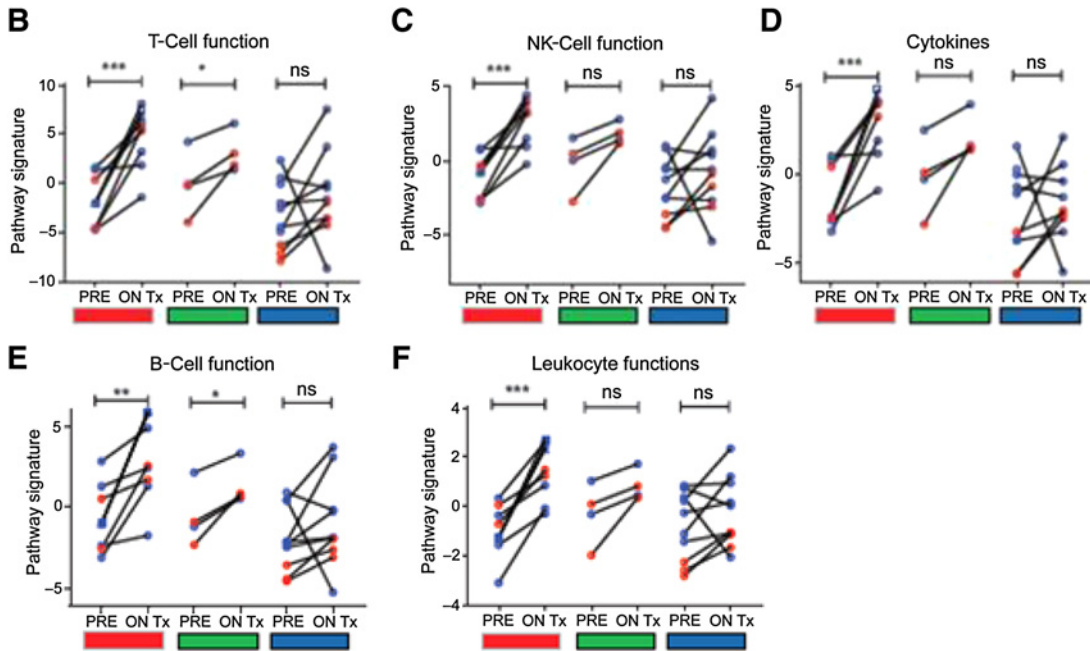 B
T-Cell function
*** * ns
Pathway signature
10
5
0
−5
−10
PRE ON Tx PRE ON Tx PRE ON Tx
C
NK-Cell function
*** ns ns
Pathway signature
5
0
−5
PRE ON Tx PRE ON Tx PRE ON Tx
D
Cytokines
*** ns ns
Pathway signature
5
0
−5
PRE ON Tx PRE ON Tx PRE ON Tx
E
B-Cell function
** * ns
Pathway signature
5
0
−5
PRE ON Tx PRE ON Tx PRE ON Tx
F
Leukocyte functions
*** ns ns
Pathway signature
4
2
0
−2
−4
PRE ON Tx PRE ON Tx PRE ON Tx